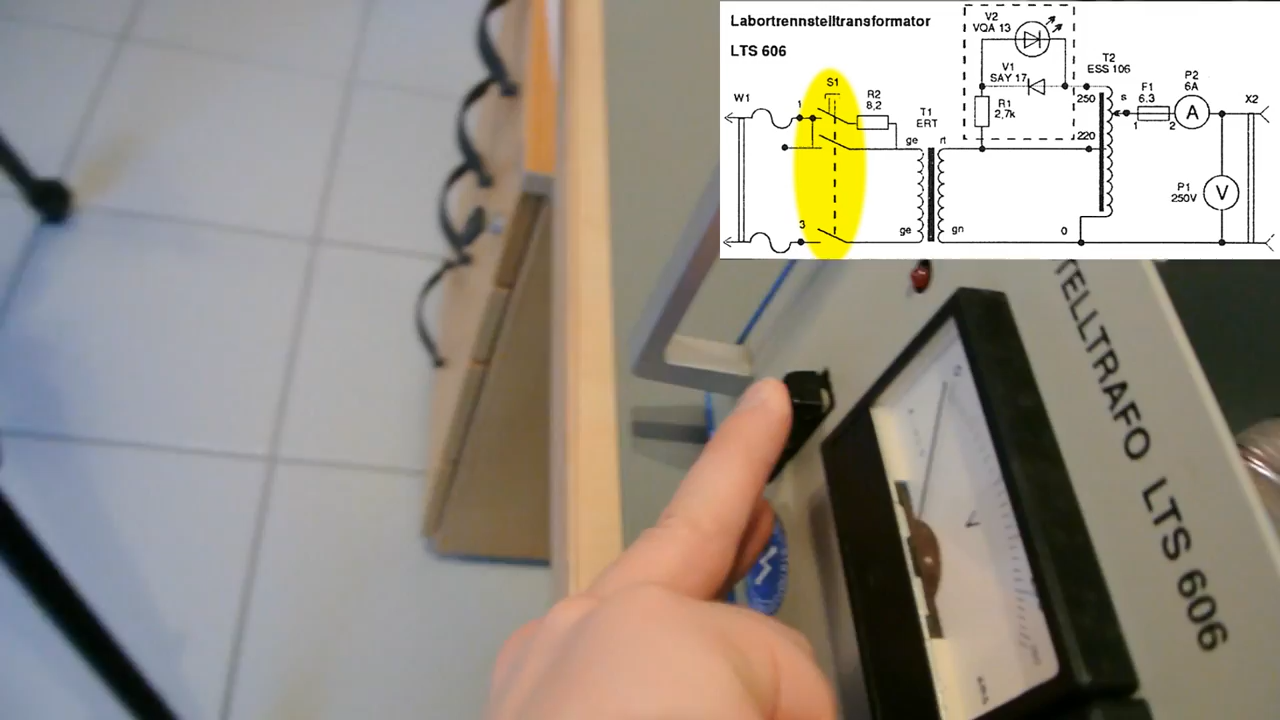 Labortrennstelltransformator
LTS 606
V2
VQA 13
V1
SAY 17
R1
2,7k
T2
ESS 106
250
220
s
F1
6.3
1
2
P2
6A
A
X2
W1
1
S1
R2
8,2
T1
ERT
ge
rt
P1
250V
V
3
ge
gn
0
TELLTRAFO LTS 606
V